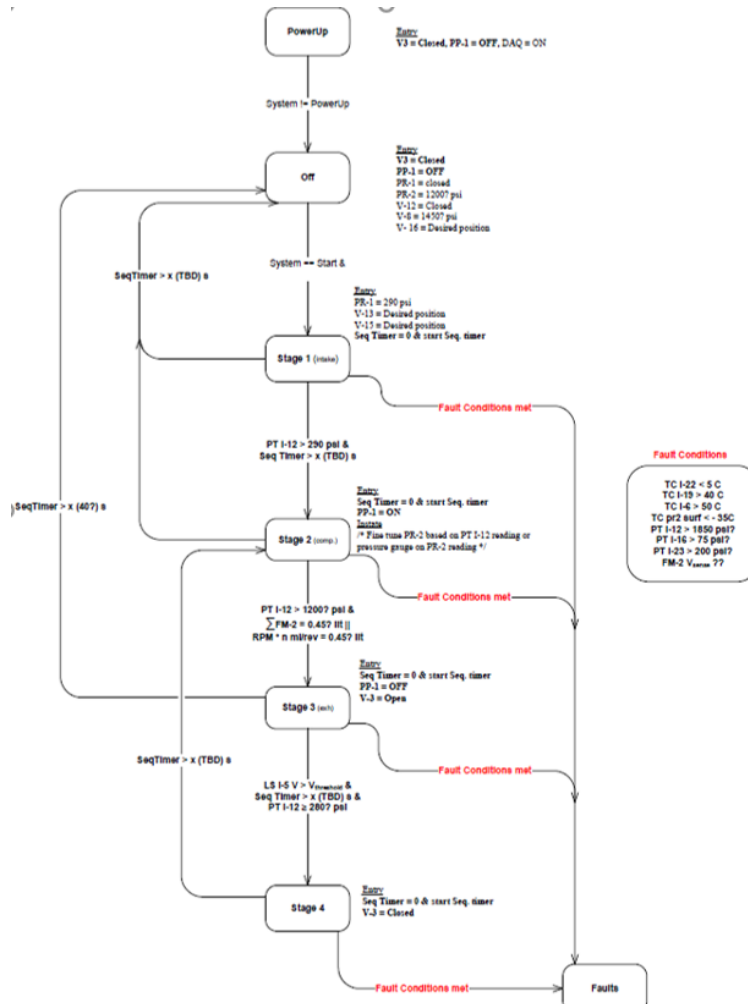 PowerUp
Entry
V3 = Closed, PP-1 = OFF, DAQ = ON
System != PowerUp
Off
Entry
V3 = Closed
PP-1 = OFF
PR-1 = closed
PR-2 = 1200? psi
V-12 = Closed
V-8 = 1450? psi
V- 16 = Desired position
System == Start &
SeqTimer > x (TBD) s
Entry
PR-1 = 290 psi
V-13 = Desired position
V-15 = Desired position
Seq Timer = 0 & start Seq. timer
Stage 1 (intake)
Fault Conditions met
PT I-12 > 290 psi &
Seq Timer > x (TBD) s
Fault Conditions
TC I-22 < 5 C
TC I-19 > 40 C
TC I-6 > 50 C
TC pr2 surf < - 35C
PT I-12 > 1850 psi?
PT I-16 > 75 psi?
PT I-23 > 200 psi?
FM-2 Vsense ??
SeqTimer > x (40?) s
Entry
Seq Timer = 0 & start Seq. timer
PP-1 = ON
Instate
/* Fine tune PR-2 based on PT I-12 reading or
pressure gauge on PR-2 reading */
Stage 2 (comp.)
Fault Conditions met
PT I-12 > 1200? psi &
∑FM-2 = 0.45? lit ||
RPM * n ml/rev = 0.45? lit
Entry
Seq Timer = 0 & start Seq. timer
PP-1 = OFF
V-3 = Open
Stage 3 (exh)
SeqTimer > x (TBD) s
Fault Conditions met
LS I-5 V > Vthreshold &
Seq Timer > x (TBD) s &
PT I-12 ≥ 280? psi
Stage 4
Entry
Seq Timer = 0 & start Seq. timer
V-3 = Closed
Fault Conditions met
Faults